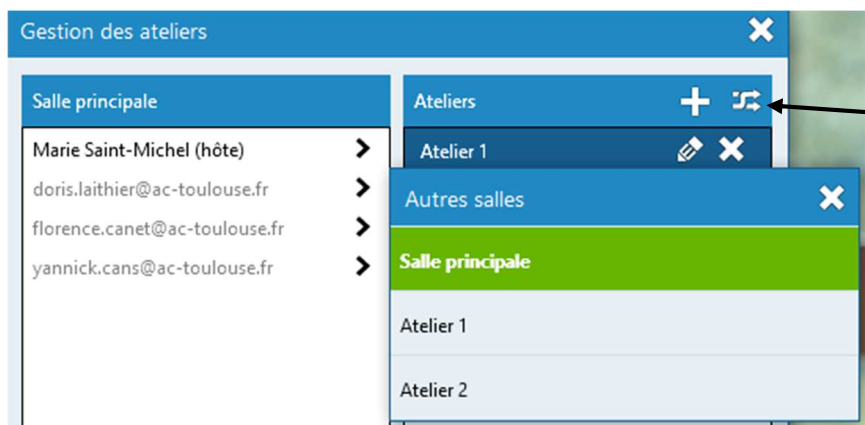 Gestion des ateliers
Salle principale
Marie Saint-Michel (hôte)
doris.laithier@ac-toulouse.fr
florence.canet@ac-toulouse.fr
yannick.cans@ac-toulouse.fr
Ateliers
Atelier 1
Autres salles
Salle principale
Atelier 1
Atelier 2